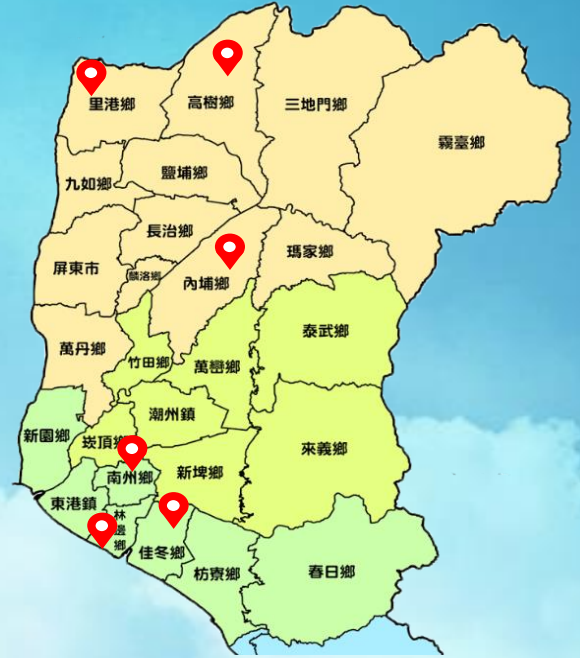 里港鄉
高樹鄉
三地門鄉
霧臺鄉
九如鄉
鹽埔鄉
長治鄉
屏東市
麟洛鄉
內埔鄉
瑪家鄉
萬丹鄉
竹田鄉
萬巒鄉
泰武鄉
潮州鎮
新園鄉
崁頂鄉
來義鄉
南州鄉
新埤鄉
東港鎮
林邊鄉
佳冬鄉
枋寮鄉
春日鄉